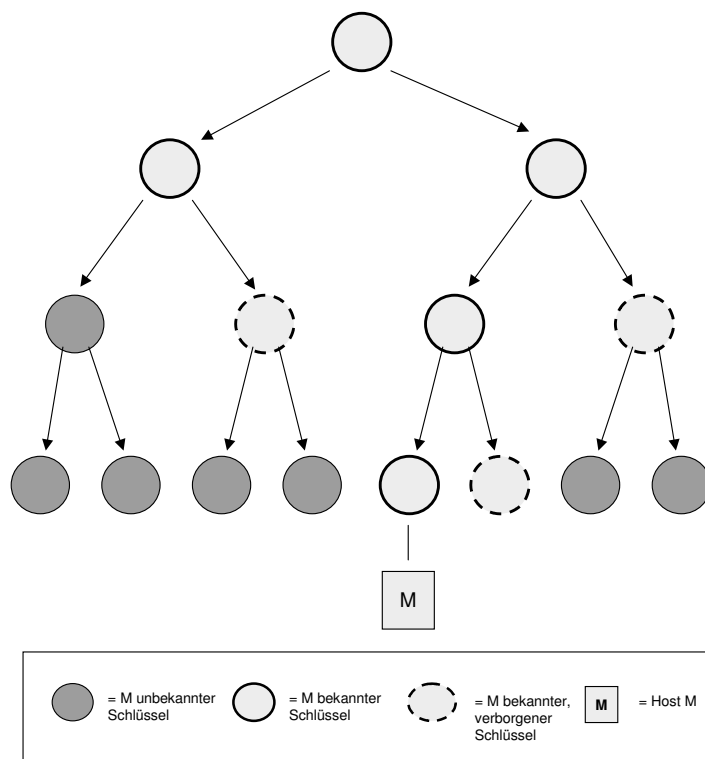 M
= M unbekannter
Schlüssel
= M bekannter
Schlüssel
= M bekannter,
verborgener
Schlüssel
M
= Host M